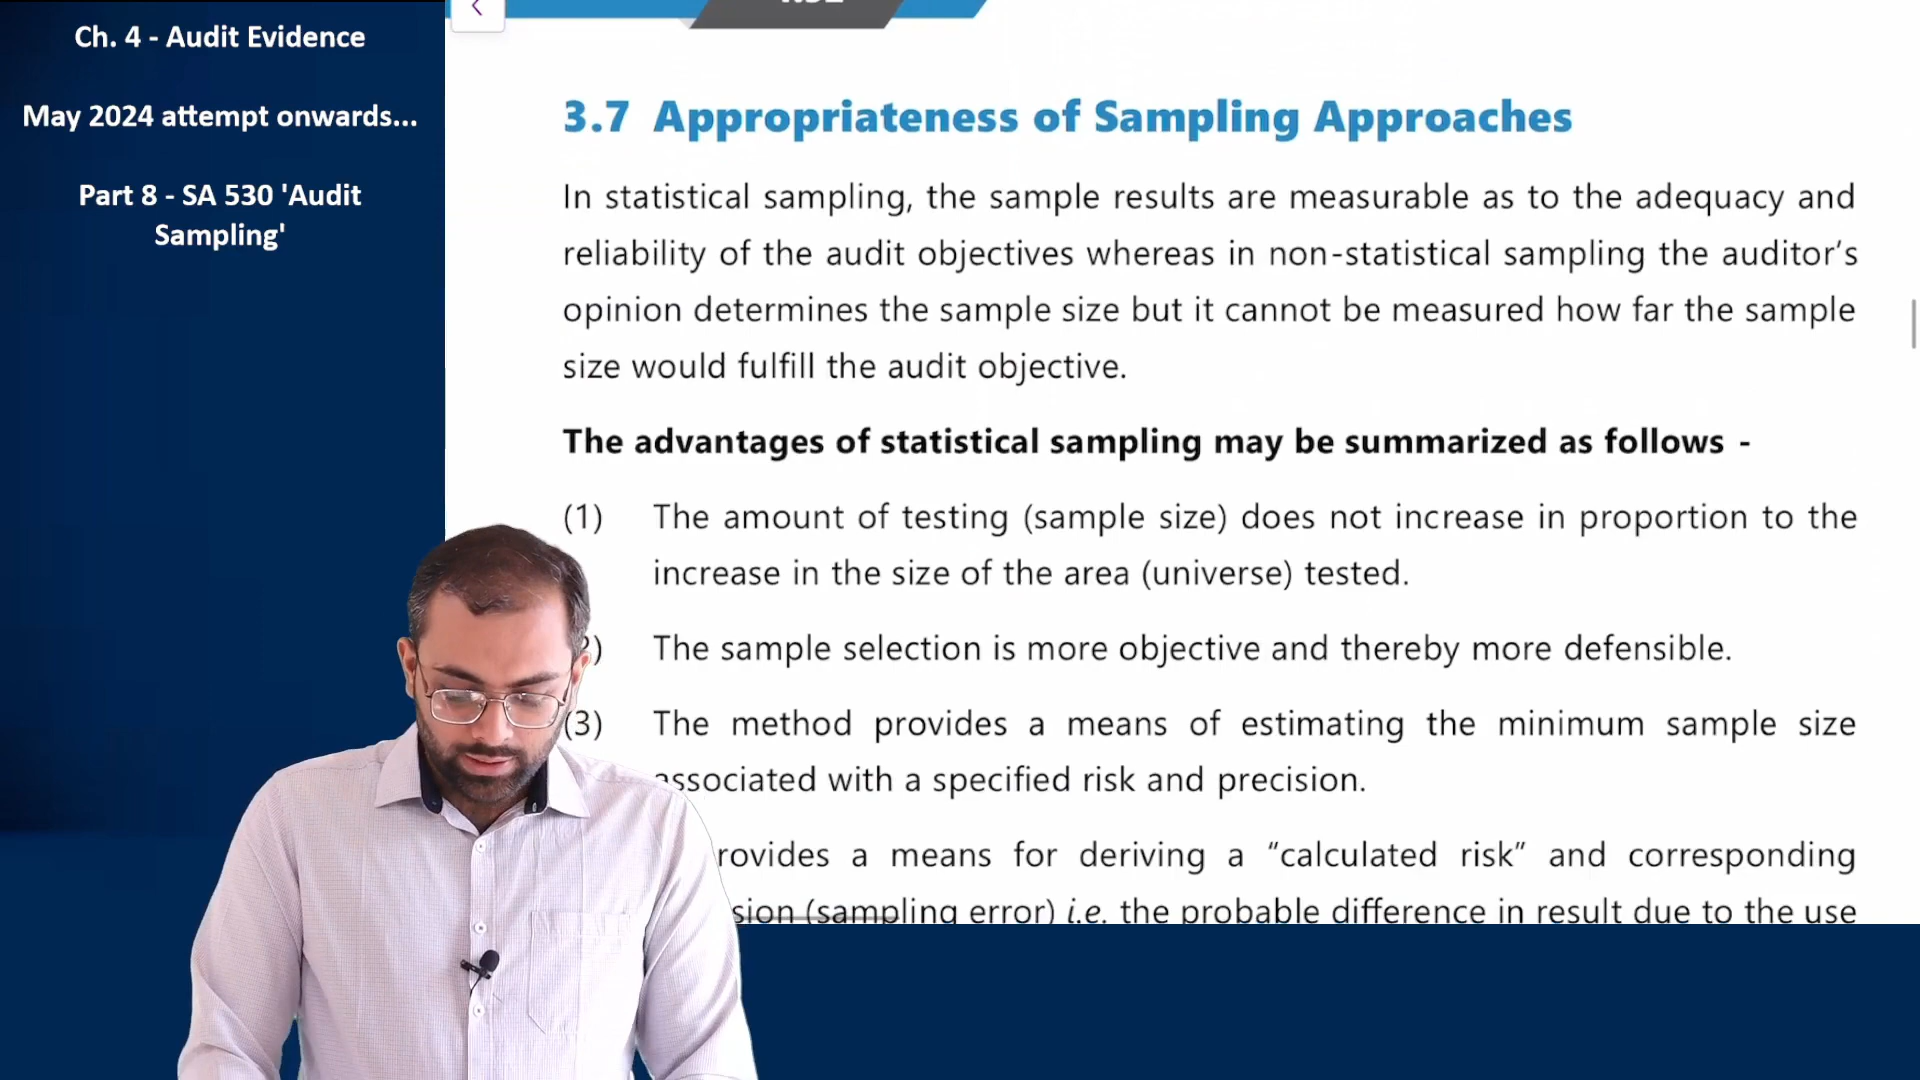 Ch. 4 - Audit Evidence
May 2024 attempt onwards...
Part 8 - SA 530 'Audit
Sampling'
3.7 Appropriateness of Sampling Approaches
In statistical sampling, the sample results are measurable as to the adequacy and
reliability of the audit objectives whereas in non-statistical sampling the auditor’s
opinion determines the sample size but it cannot be measured how far the sample
size would fulfill the audit objective.
The advantages of statistical sampling may be summarized as follows -
(1) The amount of testing (sample size) does not increase in proportion to the
increase in the size of the area (universe) tested.
The sample selection is more objective and thereby more defensible.
(3) The method provides a means of estimating the minimum sample size
associated with a specified risk and precision.
a means for deriving a “calculated risk” and corresponding
(sampling error) i.e. the probable difference in result due to the use